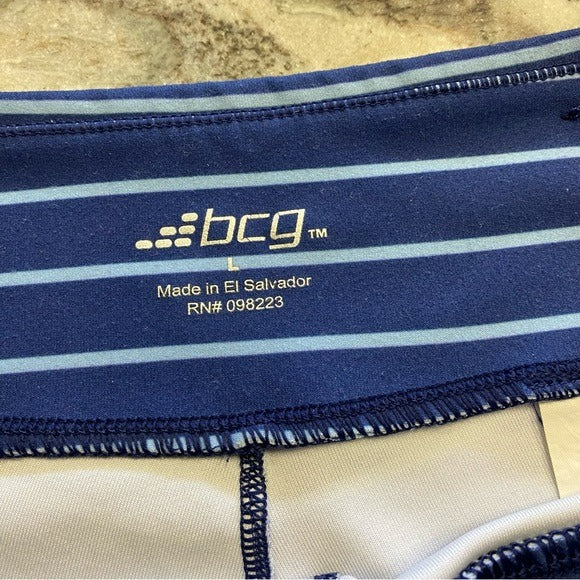 bcg™
L
Made in El Salvador
RN# 098223